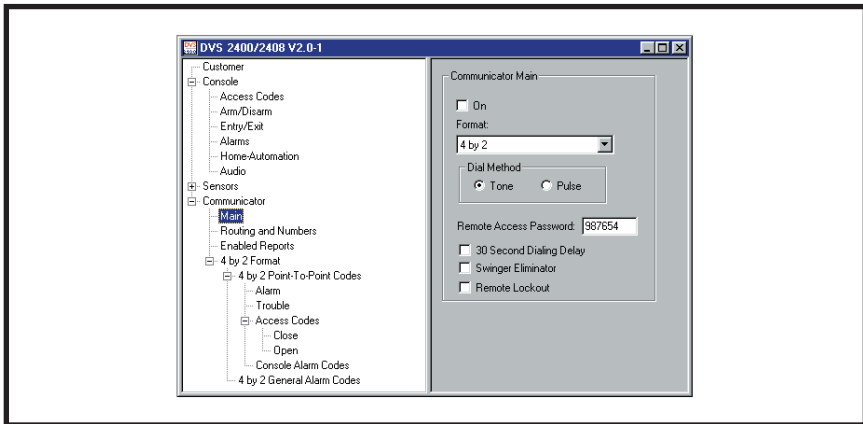 DVS 2400/2408 V2.0-1
Customer
Console
Access Codes
Arm/Disarm
Entry/Exit
Alarms
Home-Automation
Audio
Sensors
Communicator
Main
Routing and Numbers
Enabled Reports
4 by 2 Format
4 by 2 Point-To-Point Codes
Alarm
Trouble
Access Codes
Close
Open
Console Alarm Codes
4 by 2 General Alarm Codes
Communicator Main
On
Format:
4 by 2
Dial Method
Tone Pulse
Remote Access Password: 987654
30 Second Dialing Delay
Swinger Eliminator
Remote Lockout